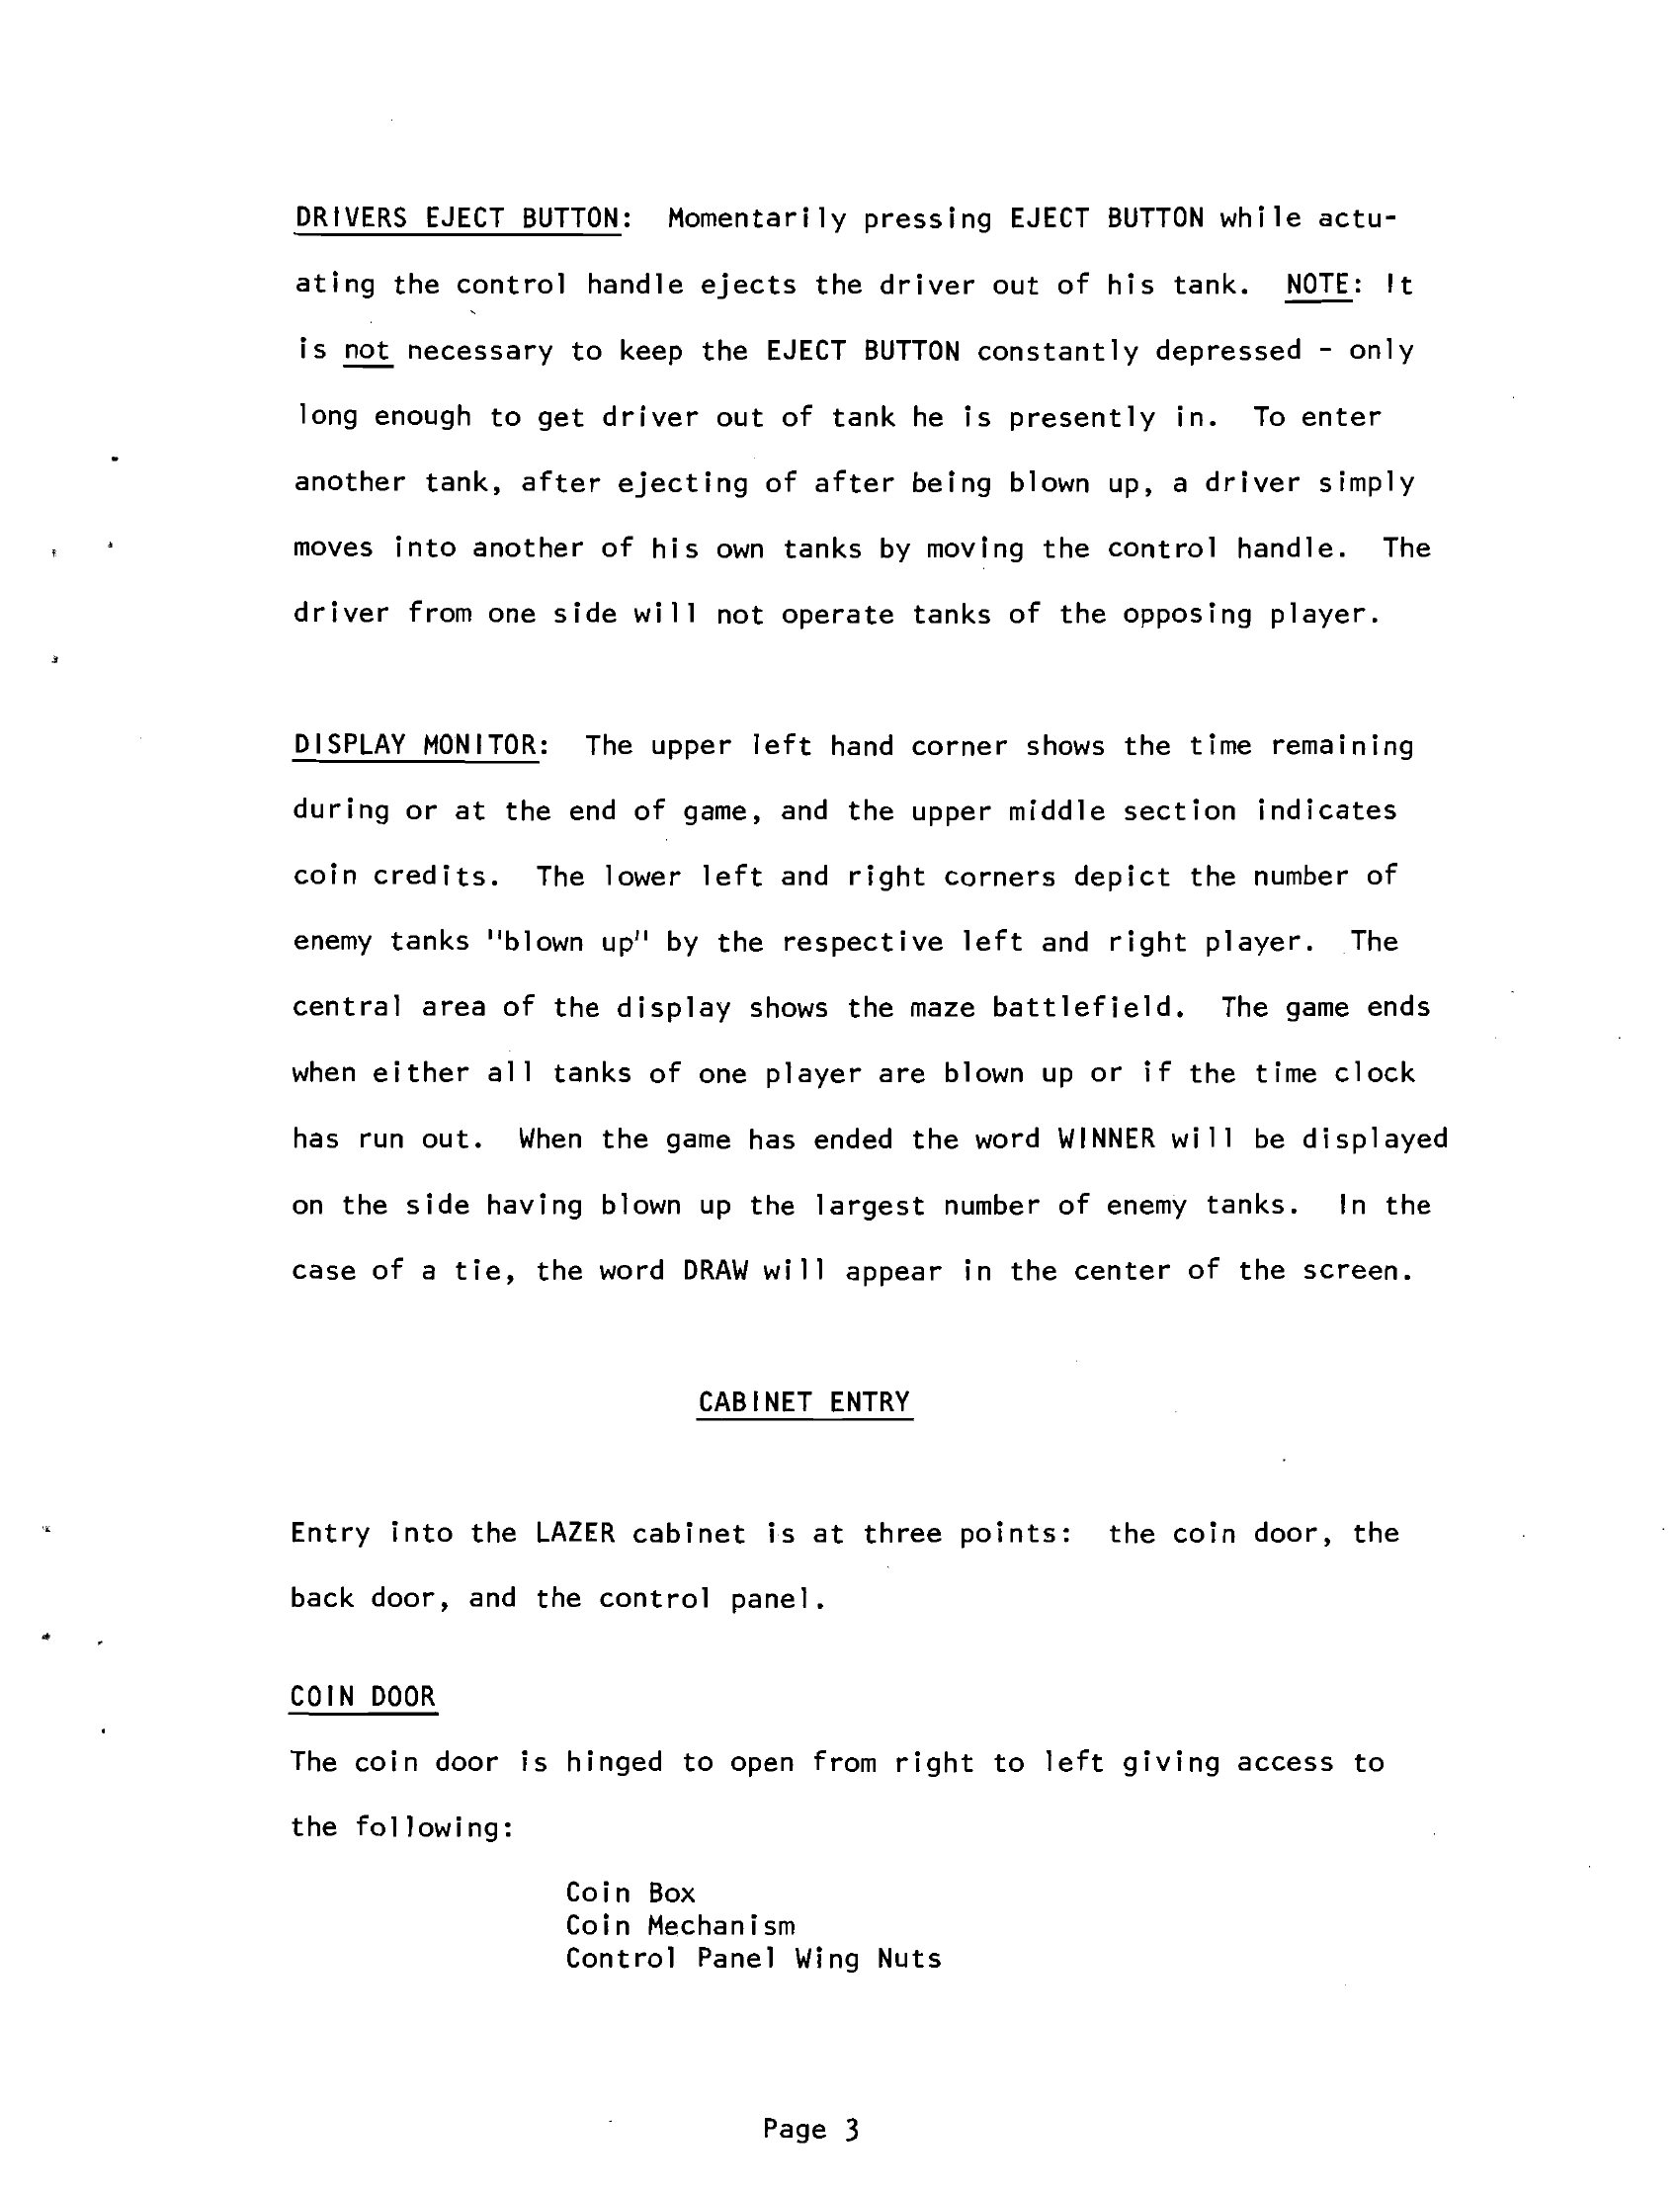 DRIVERS EJECT BUTTON: Momentarily pressing EJECT BUTTON while actu-
ating the control handle ejects the driver out of his tank. NOTE: It
is not necessary to keep the EJECT BUTTON constantly depressed - only
long enough to get driver out of tank he is presently in. To enter
another tank, after ejecting of after being blown up, a driver simply
moves into another of his own tanks by moving the control handle. The
driver from one side will not operate tanks of the opposing player.
DISPLAY MONITOR: The upper left hand corner shows the time remaining
during or at the end of game, and the upper middle section indicates
coin credits. The lower left and right corners depict the number of
enemy tanks "blown up" by the respective left and right player. The
central area of the display shows the maze battlefield. The game ends
when either all tanks of one player are blown up or if the time clock
has run out. When the game has ended the word WINNER will be displayed
on the side having blown up the largest number of enemy tanks. In the
case of a tie, the word DRAW will appear in the center of the screen.
CABINET ENTRY
Entry into the LAZER cabinet is at three points: the coin door, the
back door, and the control panel.
COIN DOOR
The coin door is hinged to open from right to left giving access to
the following:
Coin Box
Coin Mechanism
Control Panel Wing Nuts
Page 3